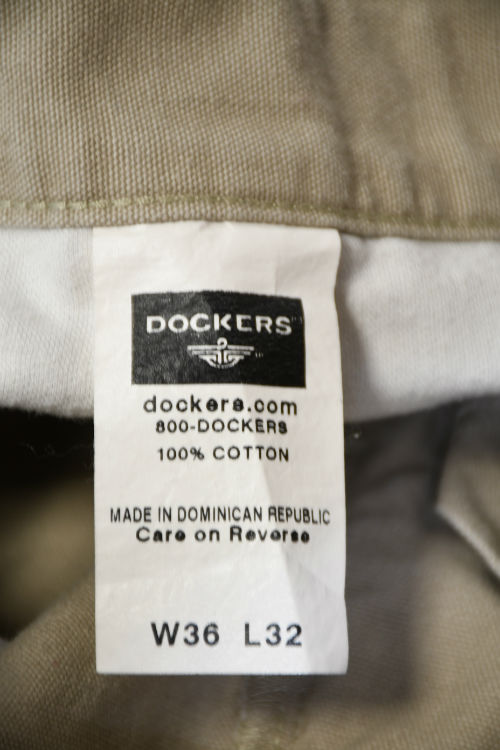 DOCKERS
dockers.com
800-DOCKERS
100% COTTON
MADE IN DOMINICAN REPUBLIC
Care on Reverse
W36 L32